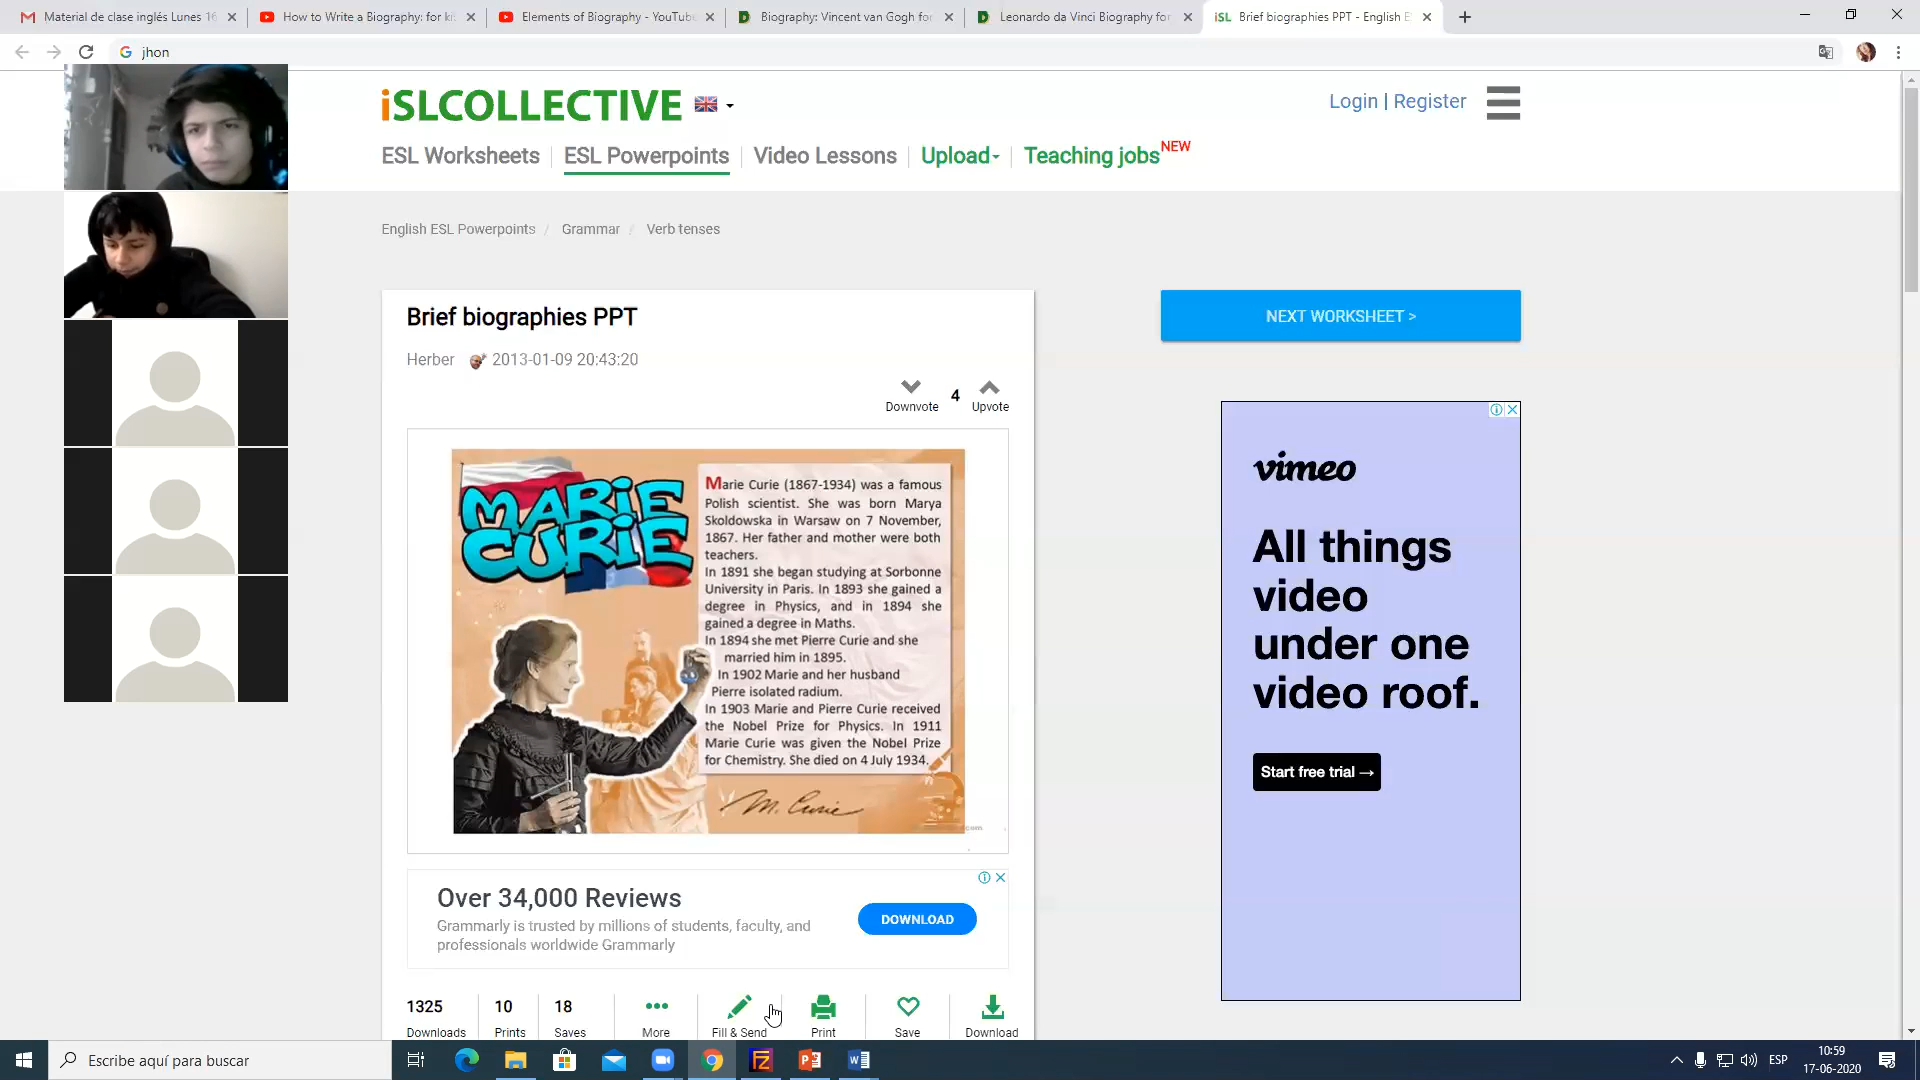 Material de clase inglés Lunes 16
How to Write a Biography: for ki
Elements of Biography - YouTub
Biography: Vincent van Gogh for
Leonardo da Vinci Biography for
iSL Brief biographies PPT - English E
jhon
iSLCOLLECTIVE
Login | Register
ESL Worksheets
ESL Powerpoints
Video Lessons
Upload
Teaching jobs NEW
English ESL Powerpoints / Grammar / Verb tenses
Brief biographies PPT
NEXT WORKSHEET >
Herber 2013-01-09 20:43:20
4
Downvote
Upvote
MARIE
CURIE
Marie Curie (1867-1934) was a famous
Polish scientist. She was born Marya
Skoldowska in Warsaw on 7 November,
1867. Her father and mother were both
teachers.
In 1891 she began studying at Sorbonne
University in Paris. In 1893 she gained a
degree in Physics, and in 1894 she
gained a degree in Maths.
In 1894 she met Pierre Curie and she
married him in 1895.
In 1902 Marie and her husband
Pierre isolated radium.
In 1903 Marie and Pierre Curie received
the Nobel Prize for Physics. In 1911
Marie Curie was given the Nobel Prize
for Chemistry. She died on 4 July 1934.
M. Curie
vimeo
All things
video
under one
video roof.
Start free trial →
Over 34,000 Reviews
Grammarly is trusted by millions of students, faculty, and
professionals worldwide Grammarly
DOWNLOAD
1325
Downloads
10
Prints
18
Saves
More
Fill & Send
Print
Save
Download
Escribe aquí para buscar
ESP
10:59
17-06-2020